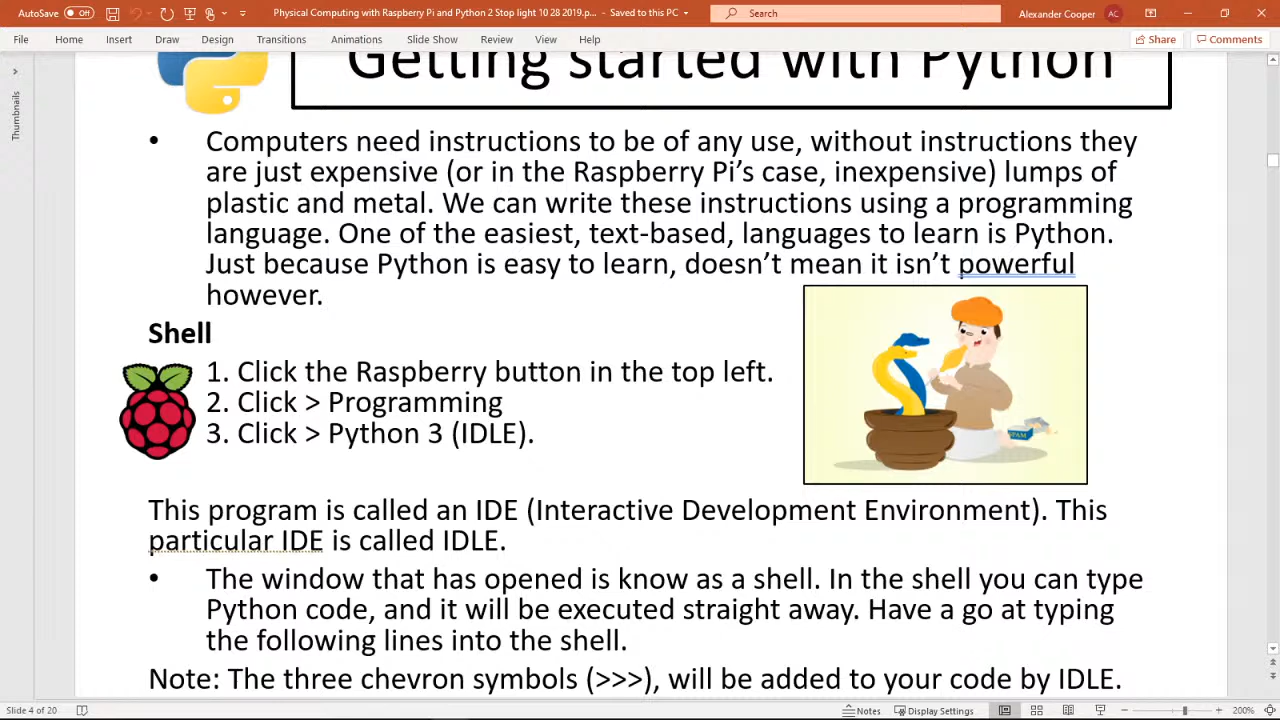 AutoSave Off Physical Computing with Raspberry Pi and Python 2 Stop light 10 28 2019.p... - Saved to this PC Search Alexander Cooper AC
File Home Insert Draw Design Transitions Animations Slide Show Review View Help Share Comments
Thumbnails
Getting started with Python
• Computers need instructions to be of any use, without instructions they
are just expensive (or in the Raspberry Pi's case, inexpensive) lumps of
plastic and metal. We can write these instructions using a programming
language. One of the easiest, text-based, languages to learn is Python.
Just because Python is easy to learn, doesn't mean it isn't powerful
however.
Shell
1. Click the Raspberry button in the top left.
2. Click > Programming
3. Click > Python 3 (IDLE).
SPAM
This program is called an IDE (Interactive Development Environment). This
particular IDE is called IDLE.
• The window that has opened is know as a shell. In the shell you can type
Python code, and it will be executed straight away. Have a go at typing
the following lines into the shell.
Note: The three chevron symbols (>>>), will be added to your code by IDLE.
Slide 4 of 20 Notes Display Settings 200%